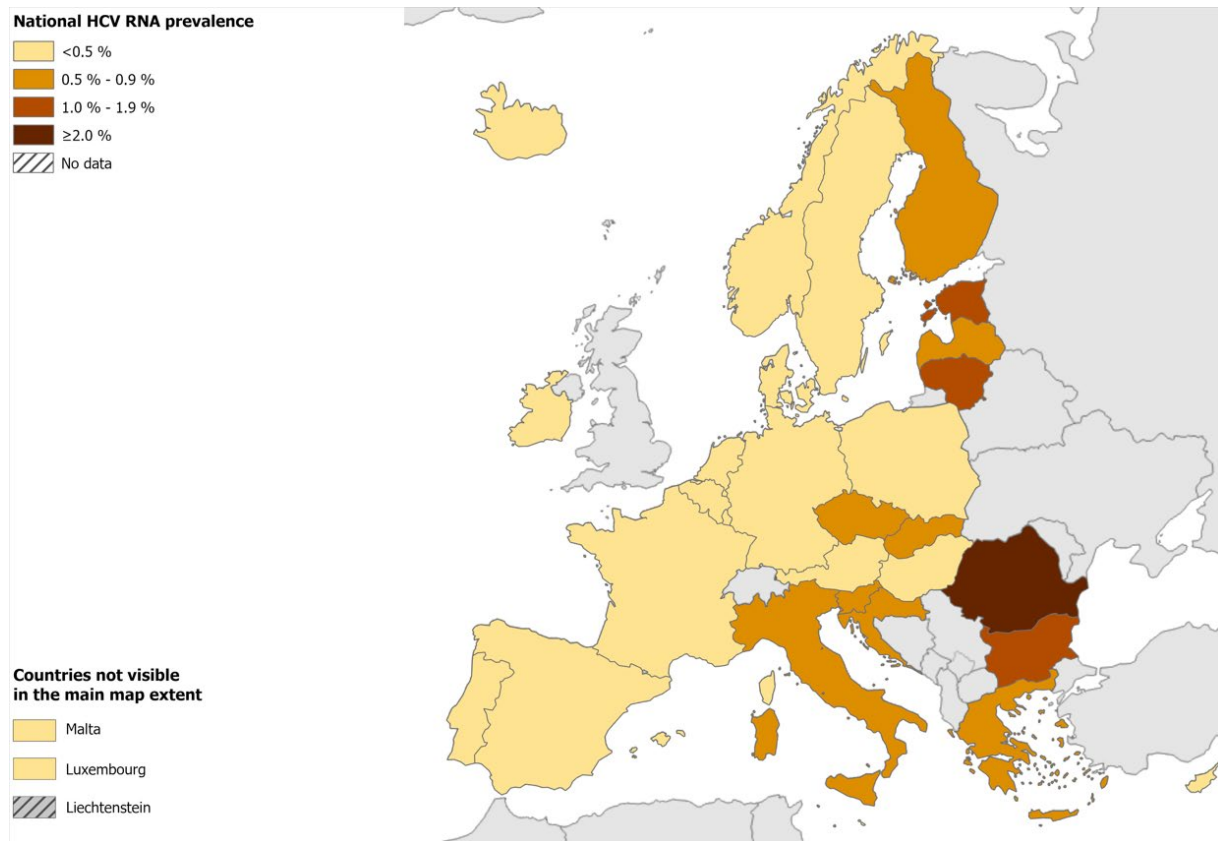 National HCV RNA prevalence
<0.5 %
0.5 % - 0.9 %
1.0 % - 1.9 %
≥2.0 %
No data
Countries not visible
in the main map extent
Malta
Luxembourg
Liechtenstein